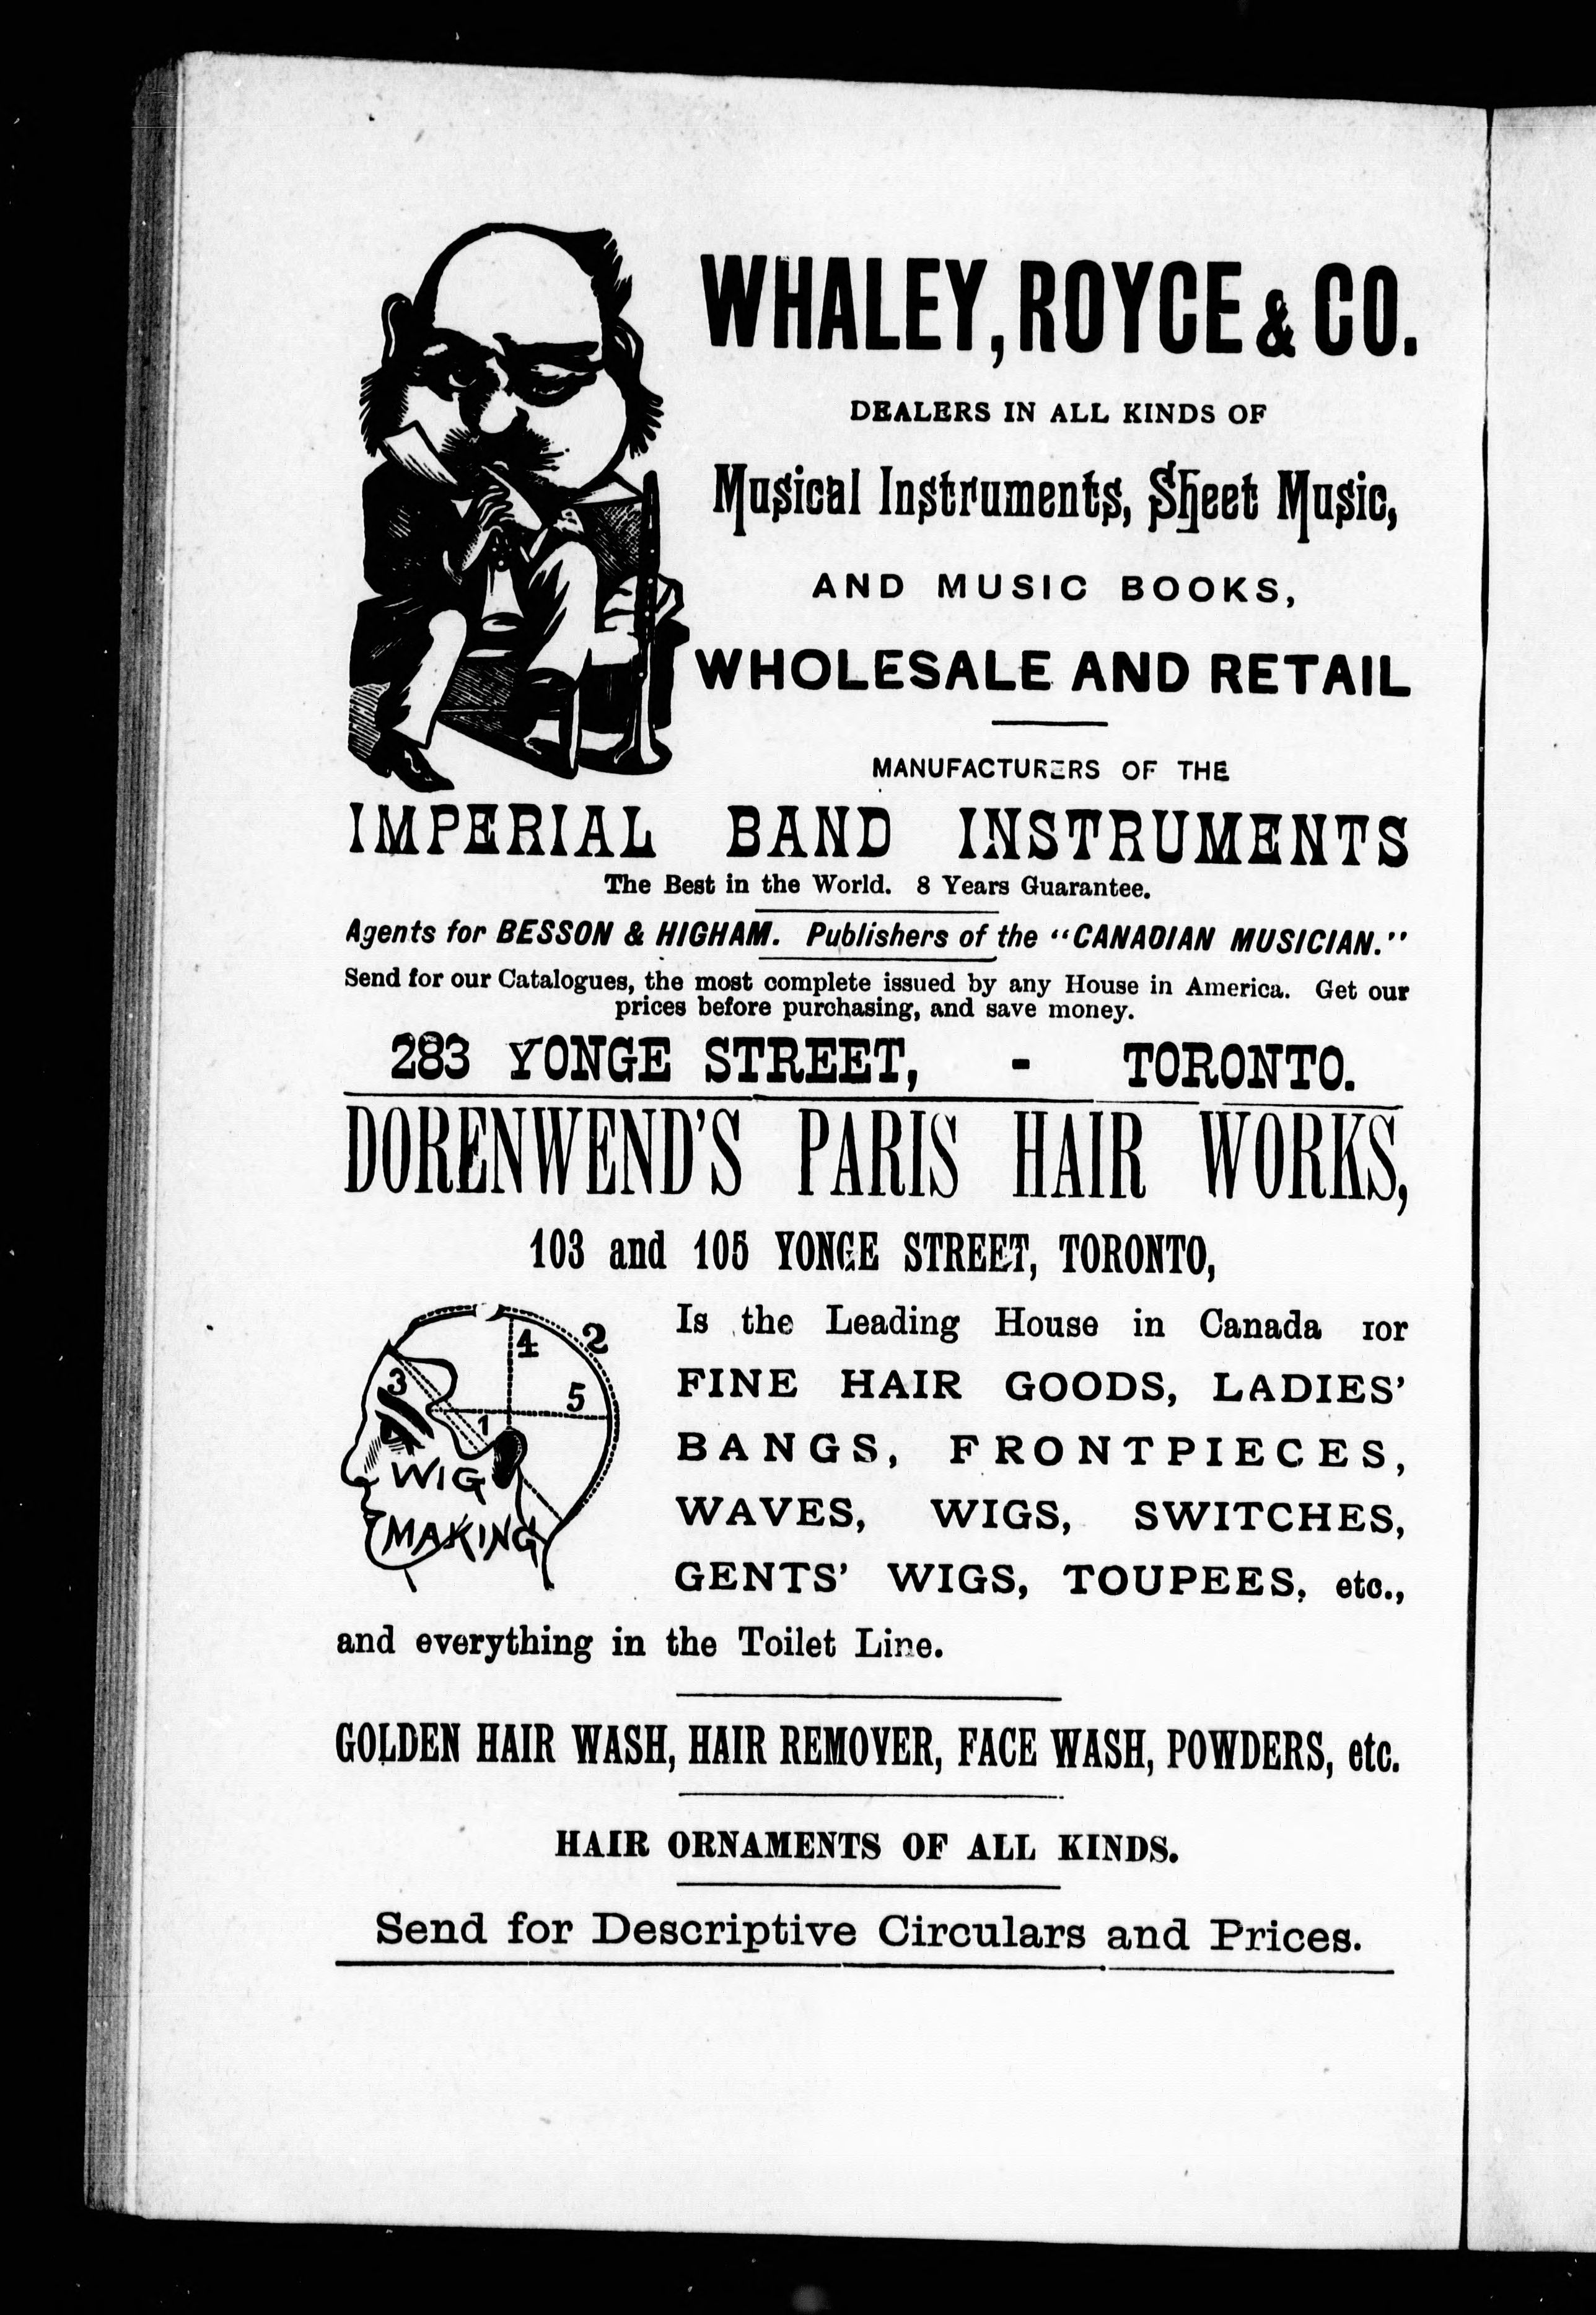 WHALEY, ROYCE & CO.
DEALERS IN ALL KINDS OF
Musical Instruments, Sheet Music,
AND MUSIC BOOKS,
WHOLESALE AND RETAIL
MANUFACTURERS OF THE
IMPERIAL BAND INSTRUMENTS
The Best in the World. 8 Years Guarantee.
Agents for BESSON & HIGHAM. Publishers of the "CANADIAN MUSICIAN."
Send for our Catalogues, the most complete issued by any House in America. Get our
prices before purchasing, and save money.
283 YONGE STREET, - TORONTO.
DORENWEND'S PARIS HAIR WORKS,
103 and 105 YONGE STREET, TORONTO,
4 2
3 5
1
WIG
MAKING
Is the Leading House in Canada for
FINE HAIR GOODS, LADIES'
BANGS, FRONTPIECES,
WAVES, WIGS, SWITCHES,
GENTS' WIGS, TOUPEES, etc.,
and everything in the Toilet Line.
GOLDEN HAIR WASH, HAIR REMOVER, FACE WASH, POWDERS, etc.
HAIR ORNAMENTS OF ALL KINDS.
Send for Descriptive Circulars and Prices.